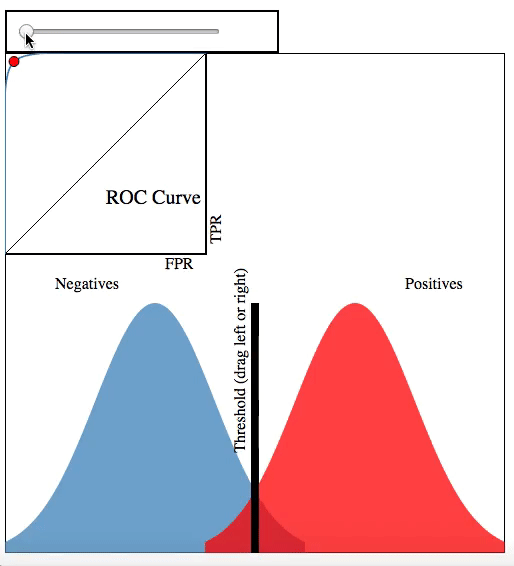 ROC Curve
TPR
FPR
Negatives
Threshold (drag left or right)
Positives